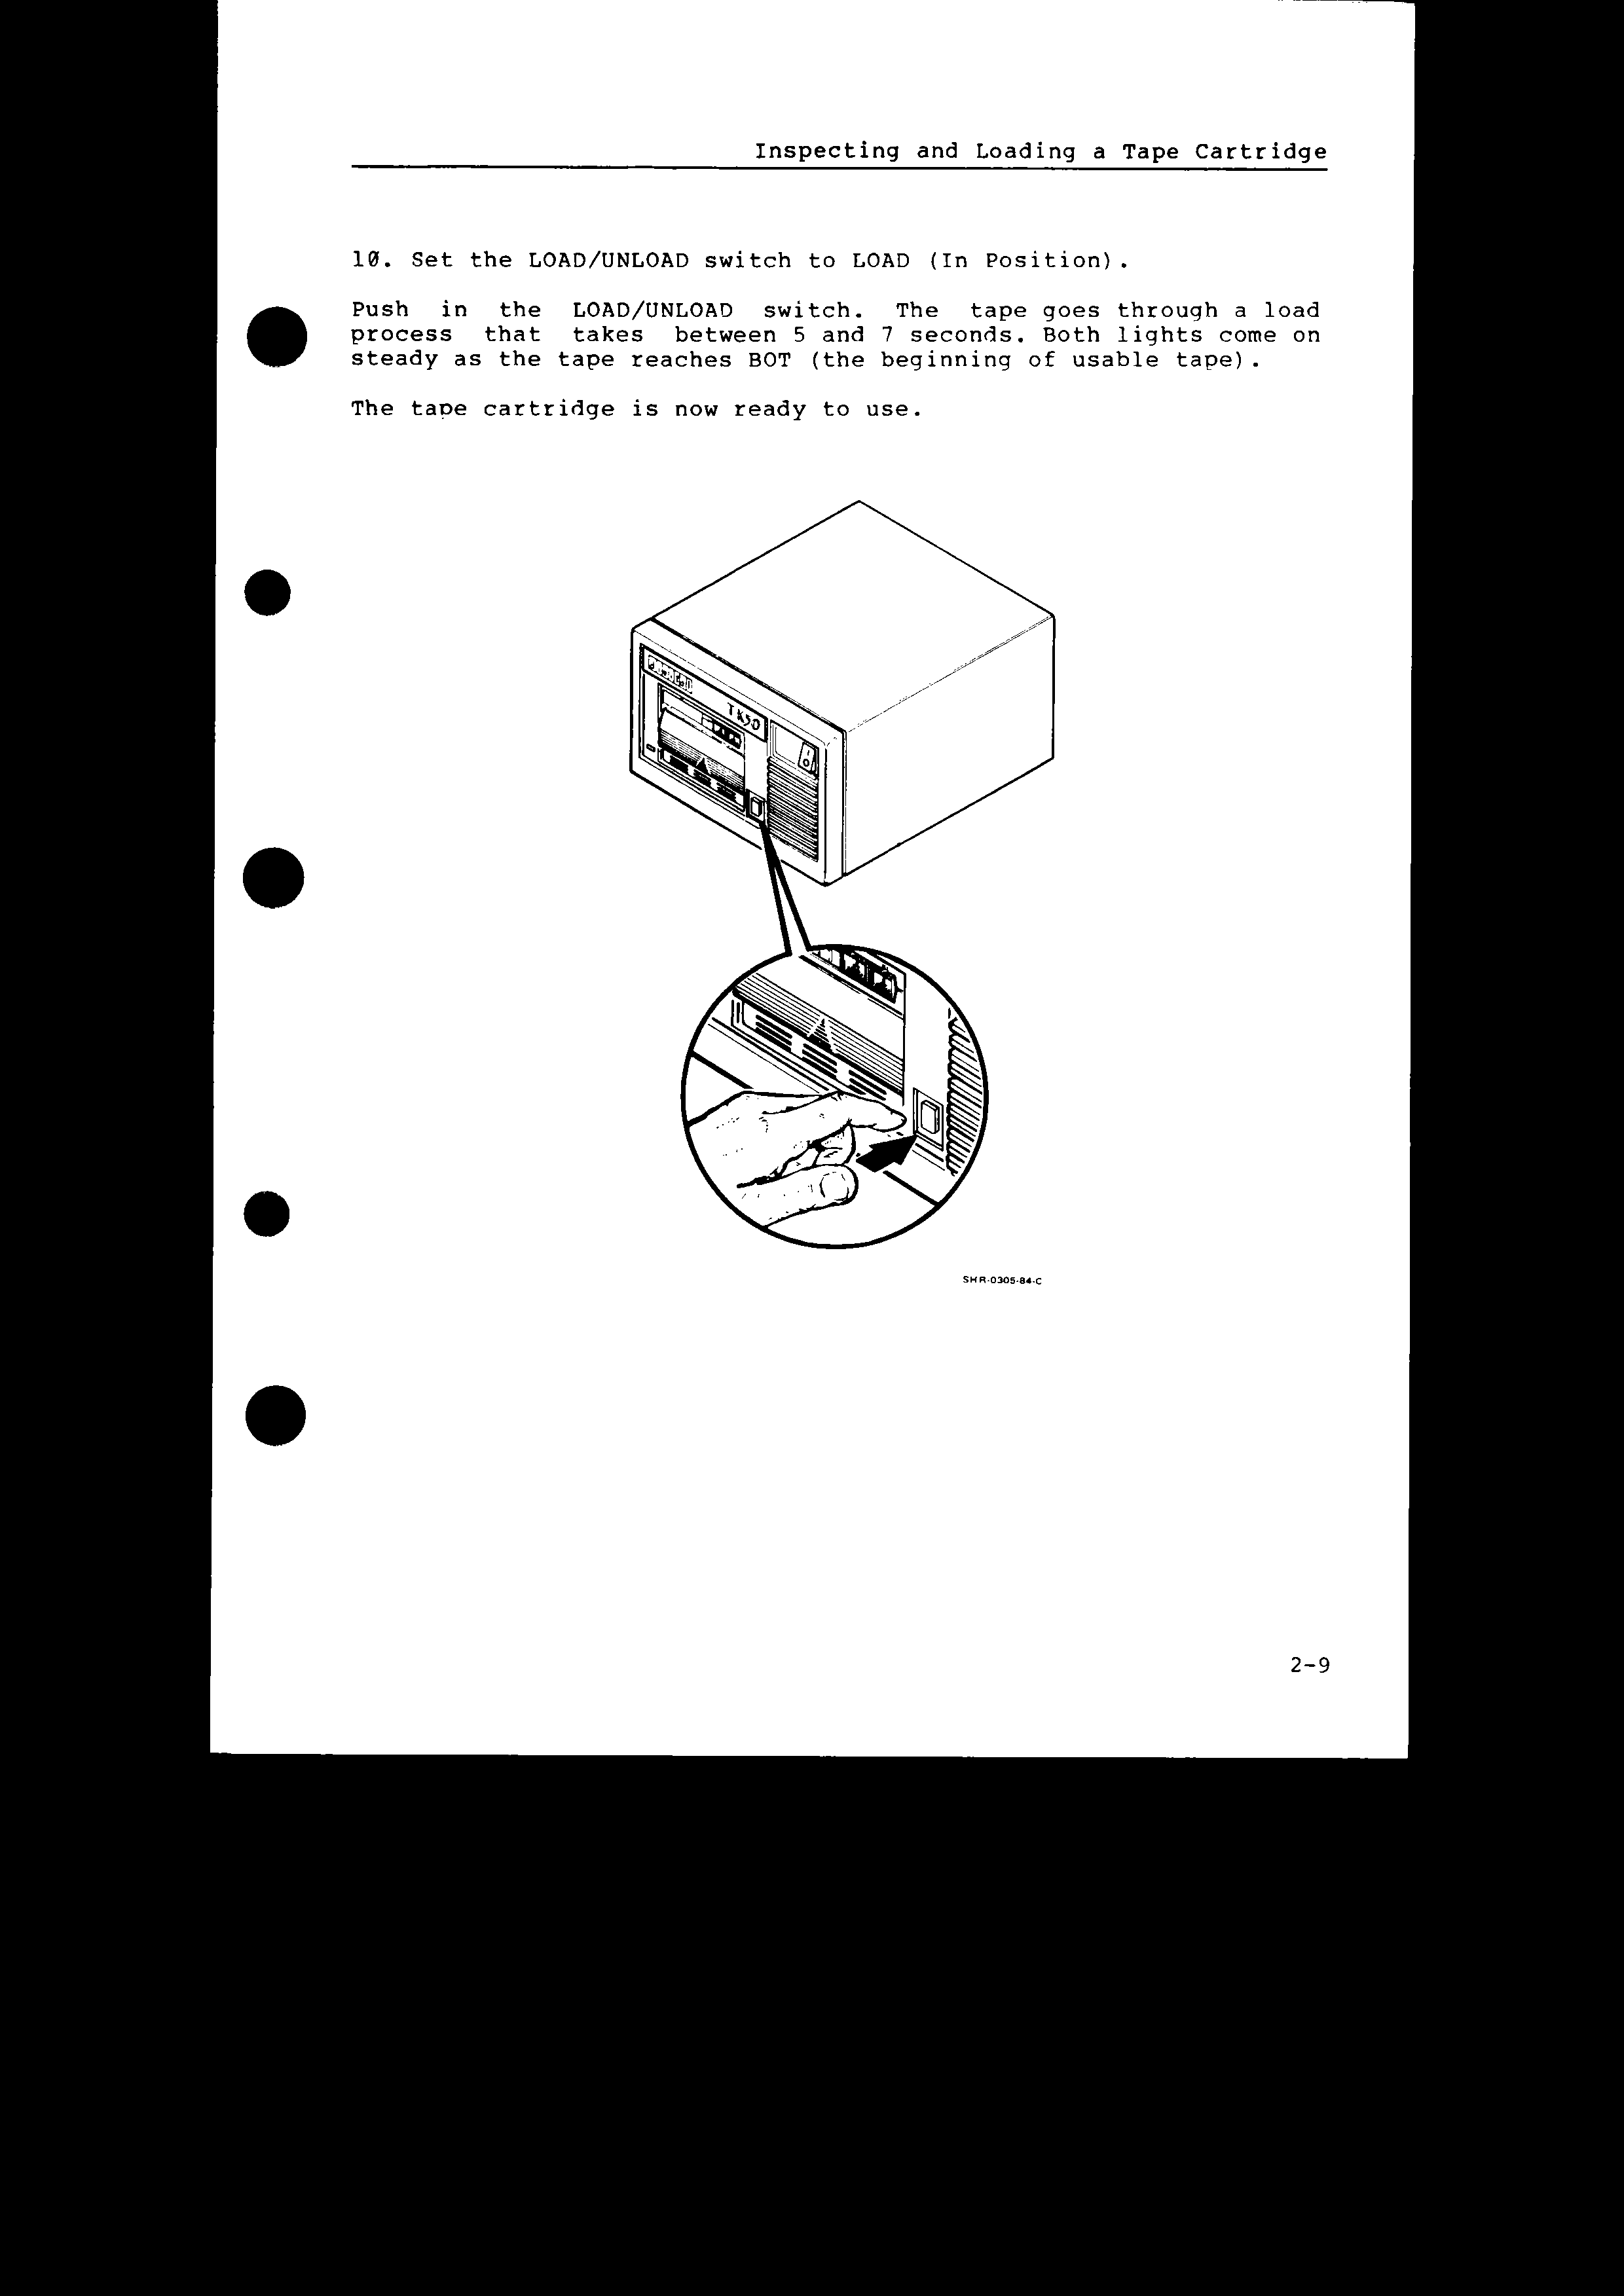 Inspecting and Loading a Tape Cartridge
10. Set the LOAD/UNLOAD switch to LOAD (In Position).
Push in the LOAD/UNLOAD switch. The tape goes through a load
process that takes between 5 and 7 seconds. Both lights come on
steady as the tape reaches BOT (the beginning of usable tape).
The tape cartridge is now ready to use.
TK50
SHR-0305-84-C
2-9